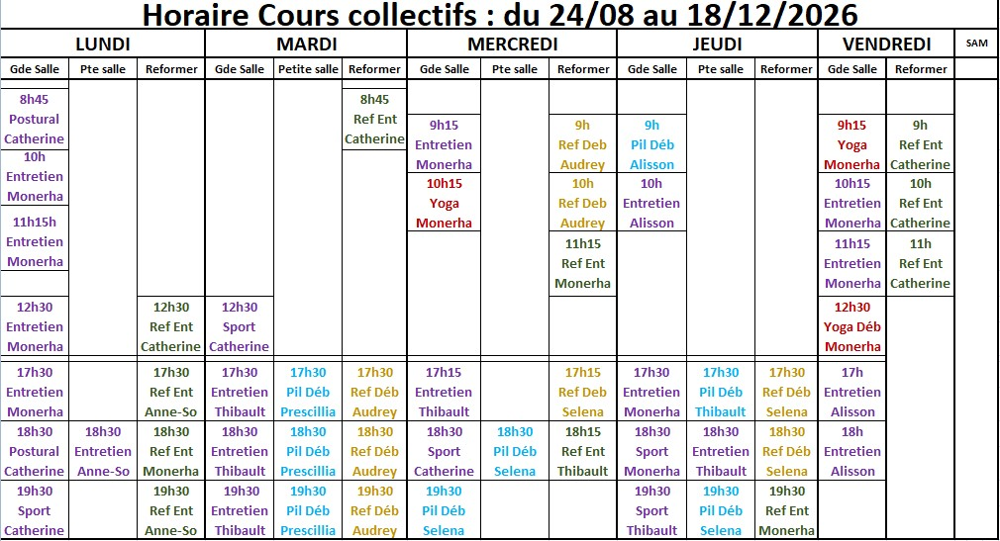 Horaire Cours collectifs : du 24/08 au 18/12/2026
LUNDI MARDI MERCREDI JEUDI VENDREDI SAM
Gde Salle Pte salle Reformer Gde Salle Petite salle Reformer Gde Salle Pte salle Reformer Gde Salle Pte salle Reformer Gde Salle Reformer
8h45 8h45
Postural Ref Ent
Catherine Catherine
9h15 9h 9h 9h15 9h
Entretien Ref Deb Pil Déb Yoga Ref Ent
Monerha Audrey Alisson Monerha Catherine
10h 10h15 10h 10h 10h15 10h
Entretien Yoga Ref Deb Entretien Entretien Ref Ent
Monerha Monerha Audrey Alisson Monerha Catherine
11h15h 11h15 11h15 11h
Entretien Ref Ent Entretien Ref Ent
Monerha Monerha Monerha Catherine
12h30 12h30 12h30 12h30
Entretien Ref Ent Sport Yoga Déb
Monerha Catherine Catherine Monerha
17h30 17h30 17h30 17h30 17h30 17h15 17h15 17h30 17h30 17h30 17h
Entretien Ref Ent Entretien Pil Déb Ref Déb Entretien Ref Déb Entretien Pil Déb Ref Déb Entretien
Monerha Anne-So Thibault Prescillia Audrey Thibault Selena Monerha Thibault Selena Alisson
18h30 18h30 18h30 18h30 18h30 18h30 18h30 18h30 18h15 18h30 18h30 18h30 18h
Postural Entretien Ref Ent Entretien Pil Déb Ref Déb Sport Pil Déb Ref Ent Sport Entretien Ref Déb Entretien
Catherine Anne-So Monerha Thibault Prescillia Audrey Catherine Selena Thibault Monerha Thibault Selena Alisson
19h30 19h30 19h30 19h30 19h30 19h30 19h30 19h30 19h30
Sport Ref Ent Entretien Pil Déb Ref Déb Pil Déb Sport Pil Déb Ref Ent
Catherine Anne-So Thibault Prescillia Audrey Selena Thibault Selena Monerha